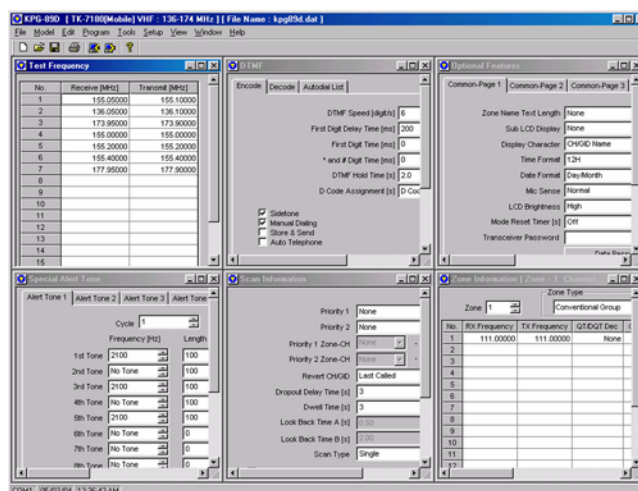 KPG-89D [ TK-7180[Mobile] VHF : 136-174 MHz ] [ File Name : kpg89d.dat ]
File Model Edit Program Tools Setup View Window Help
Test Frequency
No. Receive [MHz] Transmit [MHz]
1 155.05000 155.10000
2 136.05000 136.10000
3 173.95000 173.90000
4 155.00000 155.00000
5 155.20000 155.20000
6 155.40000 155.40000
7 177.95000 177.90000
8
9
10
11
12
13
14
15
DTMF
Encode Decode Autodial List
DTMF Speed [digit/s] 6
First Digit Delay Time [ms] 200
First Digit Time [ms] 0
* and # Digit Time [ms] 0
DTMF Hold Time [s] 2.0
D Code Assignment [s] D Co
Sidetone
Manual Dialing
Store & Send
Auto Telephone
Optional Features
Common-Page 1 Common-Page 2 Common-Page 3
Zone Name Text Length None
Sub LCD Display None
Display Character CH/GID Name
Time Format 12H
Date Format Day/Month
Mic Sense Normal
LCD Brightness High
Mode Reset Timer [s] Off
Transceiver Password
Data Pass
Special Alert Tone
Alert Tone 1 Alert Tone 2 Alert Tone 3 Alert Tone
Cycle 1
Frequency [Hz] Length
1st Tone 2100 100
2nd Tone No Tone 100
3rd Tone 2100 100
4th Tone No Tone 100
5th Tone 2100 100
6th Tone No Tone 0
7th Tone No Tone 0
8th Tone No Tone 0
Scan Information
Priority 1 None
Priority 2 None
Priority 1 Zone-CH None -
Priority 2 Zone-CH None -
Revert CH/GID Last Called
Dropout Delay Time [s] 3
Dwell Time [s] 3
Look Back Time A [s] 0.50
Look Back Time B [s] 2.00
Scan Type Single
Zone Information [ Zone - 1 Channel
Zone Type
Zone 1 Conventional Group
No. RX Frequency TX Frequency QT/DQT Dec
1 111.00000 111.00000 None
2
3
4
5
6
7
8
9
10
11
12
COM1